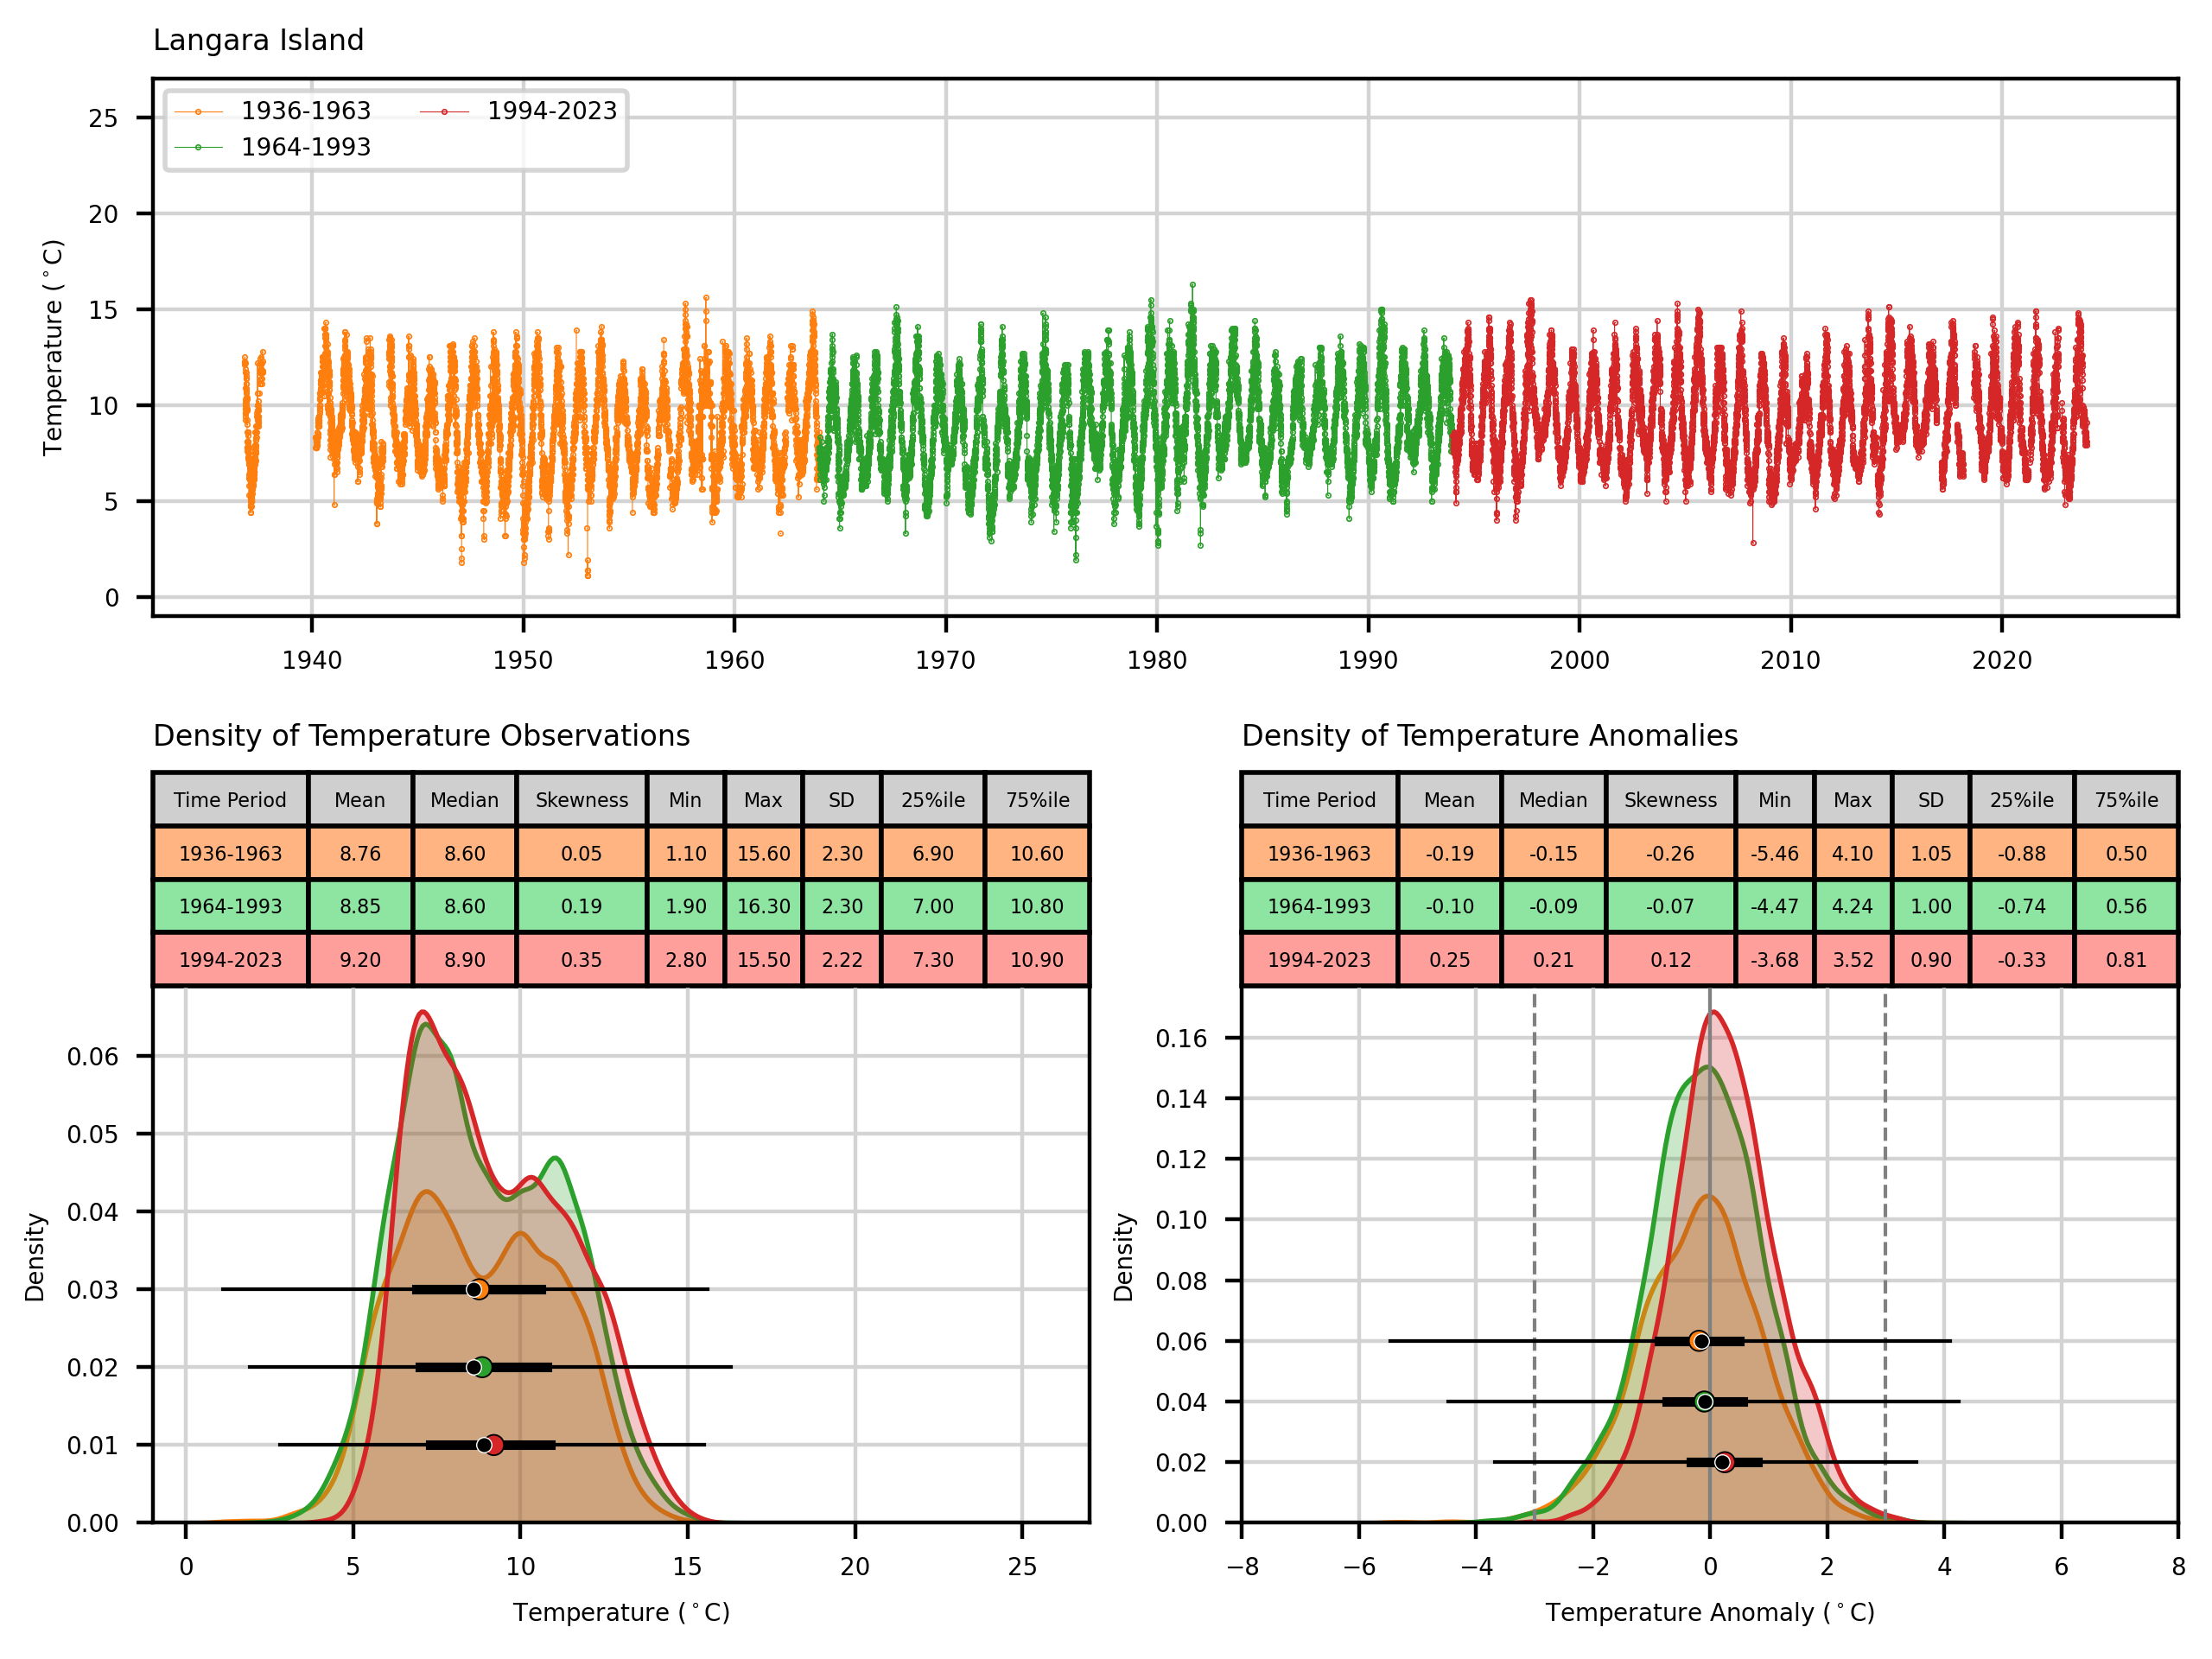 Langara Island
1936-1963 1994-2023
1964-1993
Temperature (°C)
25
20
15
10
5
0
1940 1950 1960 1970 1980 1990 2000 2010 2020
Density of Temperature Observations
Time Period Mean Median Skewness Min Max SD 25%ile 75%ile
1936-1963 8.76 8.60 0.05 1.10 15.60 2.30 6.90 10.60
1964-1993 8.85 8.60 0.19 1.90 16.30 2.30 7.00 10.80
1994-2023 9.20 8.90 0.35 2.80 15.50 2.22 7.30 10.90
Density
0.06
0.05
0.04
0.03
0.02
0.01
0.00
0 5 10 15 20 25
Temperature (°C)
Density of Temperature Anomalies
Time Period Mean Median Skewness Min Max SD 25%ile 75%ile
1936-1963 -0.19 -0.15 -0.26 -5.46 4.10 1.05 -0.88 0.50
1964-1993 -0.10 -0.09 -0.07 -4.47 4.24 1.00 -0.74 0.56
1994-2023 0.25 0.21 0.12 -3.68 3.52 0.90 -0.33 0.81
Density
0.16
0.14
0.12
0.10
0.08
0.06
0.04
0.02
0.00
−8 −6 −4 −2 0 2 4 6 8
Temperature Anomaly (°C)